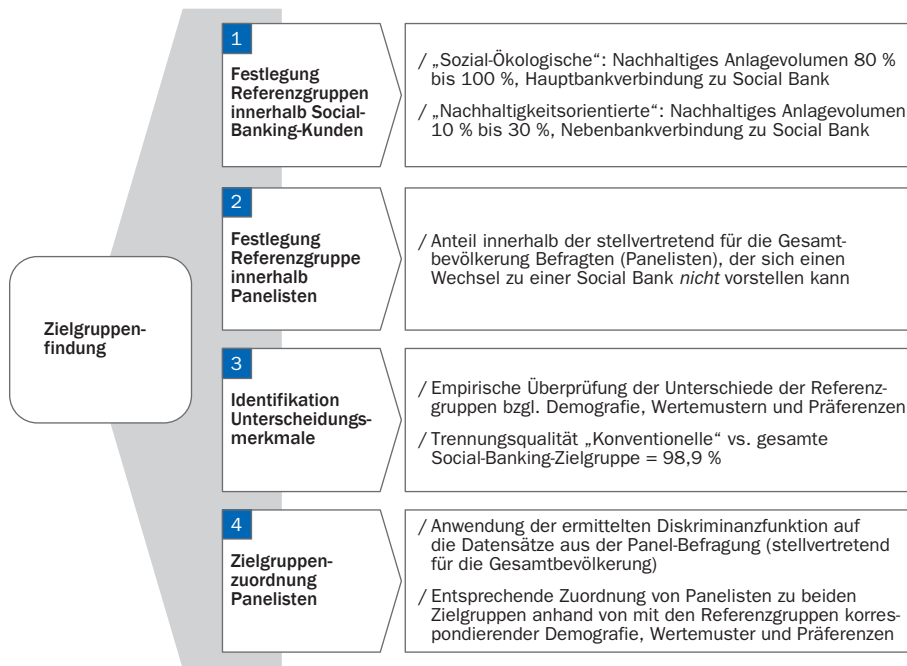 Zielgruppen-
findung
1
Festlegung
Referenzgruppen
innerhalb Social-
Banking-Kunden
/ „Sozial-Ökologische“: Nachhaltiges Anlagevolumen 80 %
bis 100 %, Hauptbankverbindung zu Social Bank
/ „Nachhaltigkeitsorientierte“: Nachhaltiges Anlagevolumen
10 % bis 30 %, Nebenbankverbindung zu Social Bank
2
Festlegung
Referenzgruppe
innerhalb
Panelisten
/ Anteil innerhalb der stellvertretend für die Gesamt-
bevölkerung Befragten (Panelisten), der sich einen
Wechsel zu einer Social Bank nicht vorstellen kann
3
Identifikation
Unterscheidungs-
merkmale
/ Empirische Überprüfung der Unterschiede der Referenz-
gruppen bzgl. Demografie, Wertemustern und Präferenzen
/ Trennungsqualität „Konventionelle“ vs. gesamte
Social-Banking-Zielgruppe = 98,9 %
4
Zielgruppen-
zuordnung
Panelisten
/ Anwendung der ermittelten Diskriminanzfunktion auf
die Datensätze aus der Panel-Befragung (stellvertretend
für die Gesamtbevölkerung)
/ Entsprechende Zuordnung von Panelisten zu beiden
Zielgruppen anhand von mit den Referenzgruppen korres-
pondierender Demografie, Wertemuster und Präferenzen